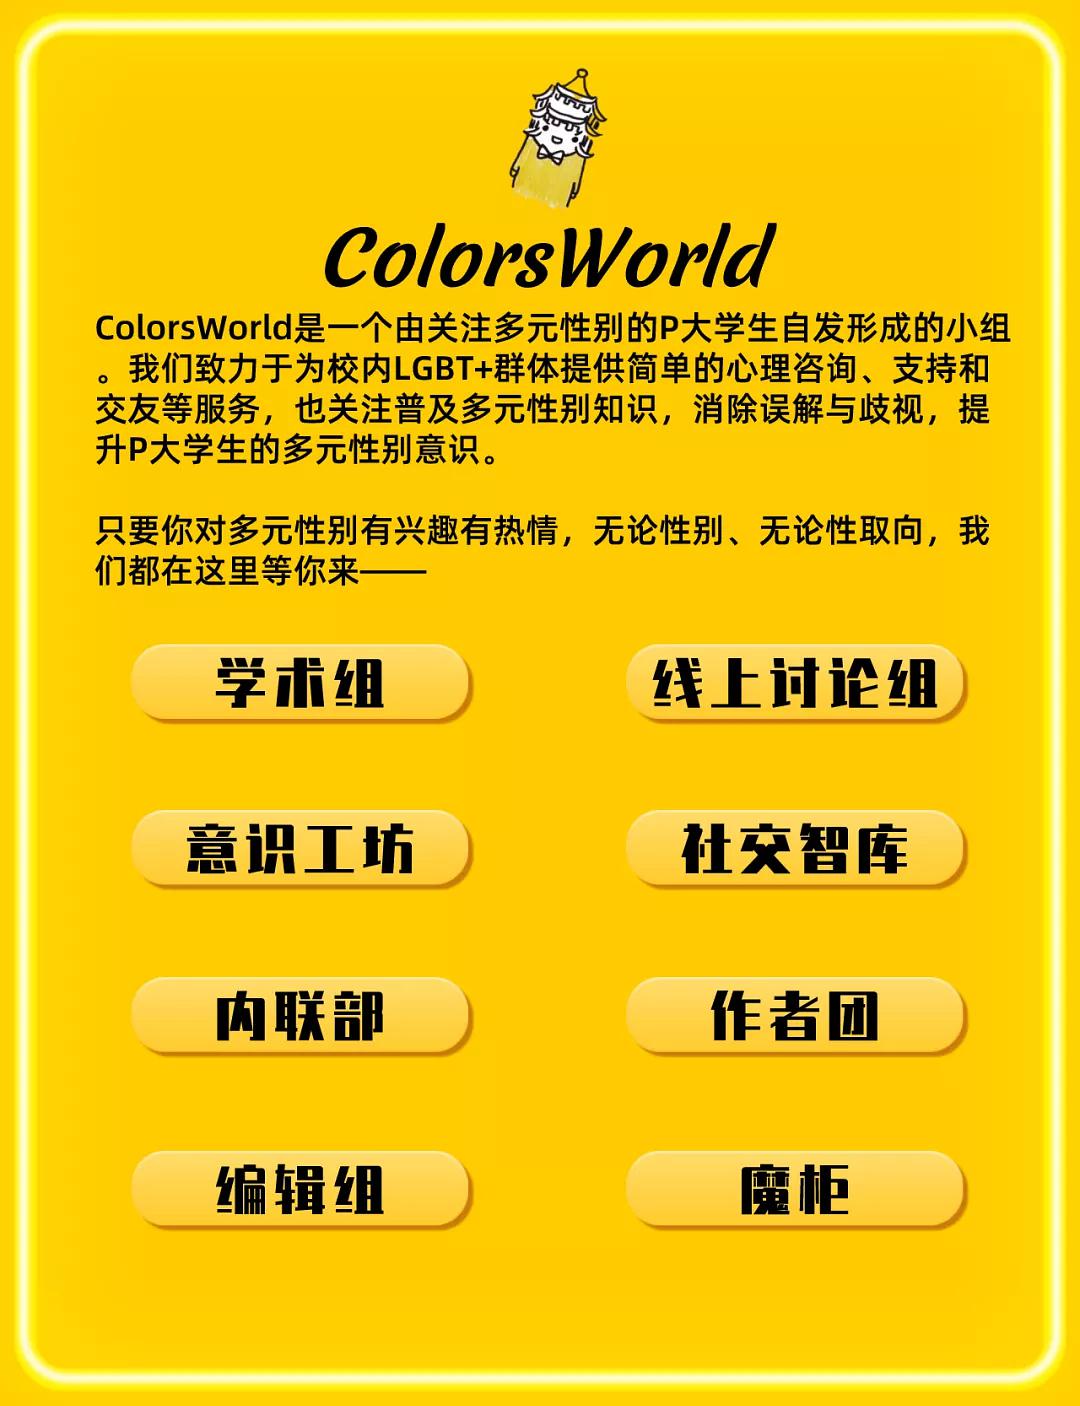 ColorsWorld
ColorsWorld是一个由关注多元性别的P大学生自发形成的小组
。我们致力于为校内LGBT+群体提供简单的心理咨询、支持和
交友等服务，也关注普及多元性别知识，消除误解与歧视，提
升P大学生的多元性别意识。
只要你对多元性别有兴趣有热情，无论性别、无论性取向，我
们都在这里等你来——
学术组
线上讨论组
意识工坊
社交智库
内联部
作者团
编辑组
魔柜